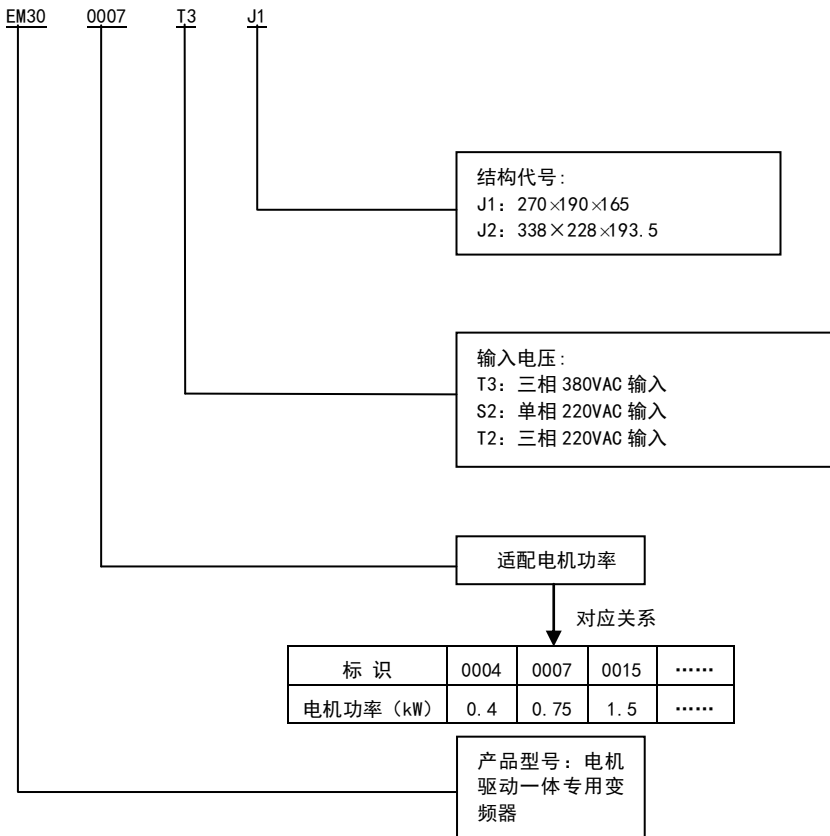 EM30 0007 T3 J1
结构代号:
J1: 270×190×165
J2: 338×228×193.5
输入电压:
T3: 三相 380VAC 输入
S2: 单相 220VAC 输入
T2: 三相 220VAC 输入
适配电机功率
对应关系
标 识 0004 0007 0015 ……
电机功率（kW） 0.4 0.75 1.5 ……
产品型号: 电机
驱动一体专用变
频器